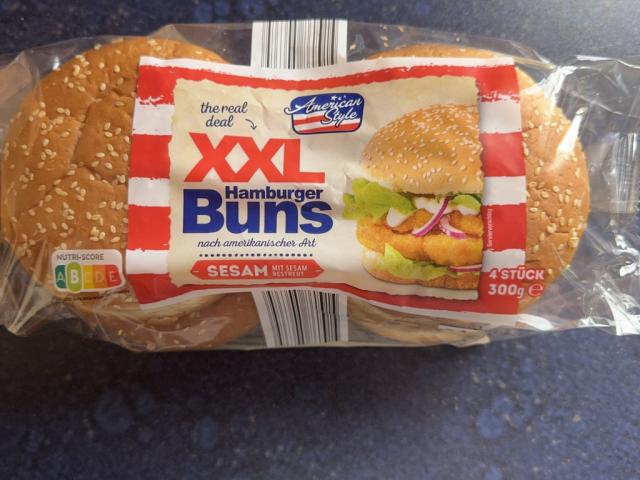 the real
deal
American
Style
XXL
Hamburger
Buns
nach amerikanischer Art
SESAM MIT SESAM
BESTREUT
NUTRI-SCORE
A B C D E
4 STÜCK
300g e